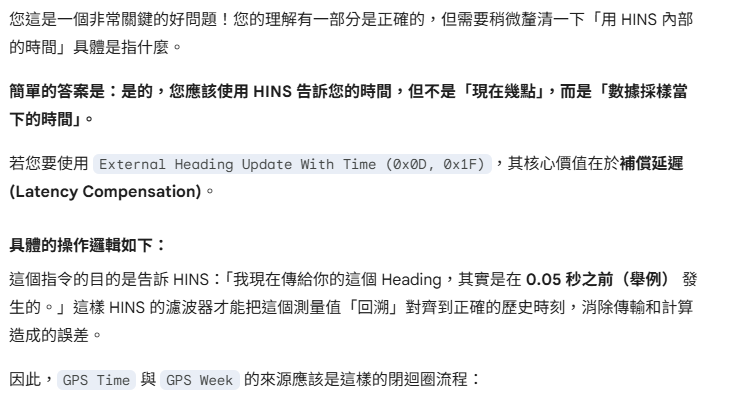 您這是一個非常關鍵的好問題！您的理解有一部分是正確的，但需要稍微釐清一下「用 HINS 內部
的時間」具體是指什麼。
簡單的答案是：是的，您應該使用 HINS 告訴您的時間，但不是「現在幾點」，而是「數據採樣當
下的時間」。
若您要使用 External Heading Update With Time (0x0D, 0x1F)，其核心價值在於補償延遲
(Latency Compensation)。
具體的操作邏輯如下：
這個指令的目的是告訴 HINS：「我現在傳給你的這個 Heading，其實是在 0.05 秒之前（舉例） 發
生的。」這樣 HINS 的濾波器才能把這個測量值「回溯」對齊到正確的歷史時刻，消除傳輸和計算
造成的誤差。
因此，GPS Time 與 GPS Week 的來源應該是這樣的閉迴圈流程：